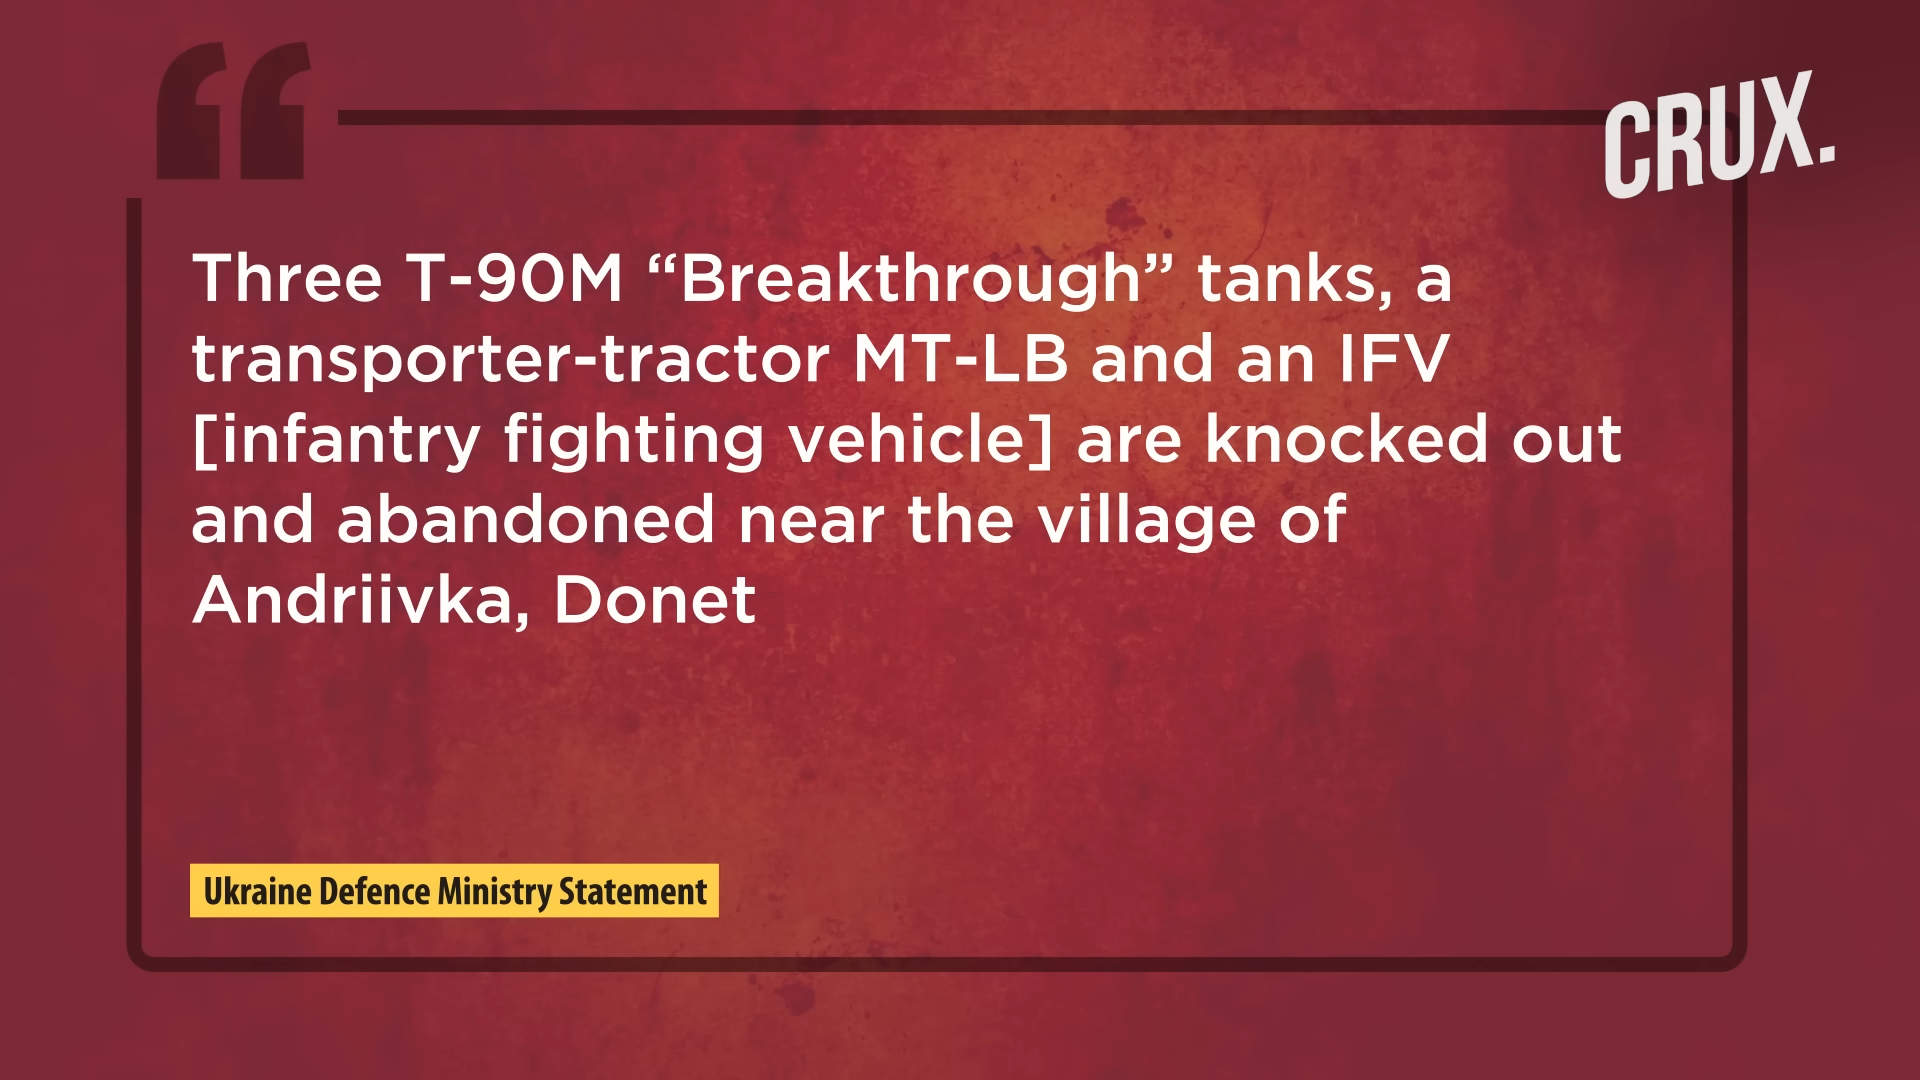 CRUX.
Three T-90M “Breakthrough” tanks, a
transporter-tractor MT-LB and an IFV
[infantry fighting vehicle] are knocked out
and abandoned near the village of
Andriivka, Donet
Ukraine Defence Ministry Statement